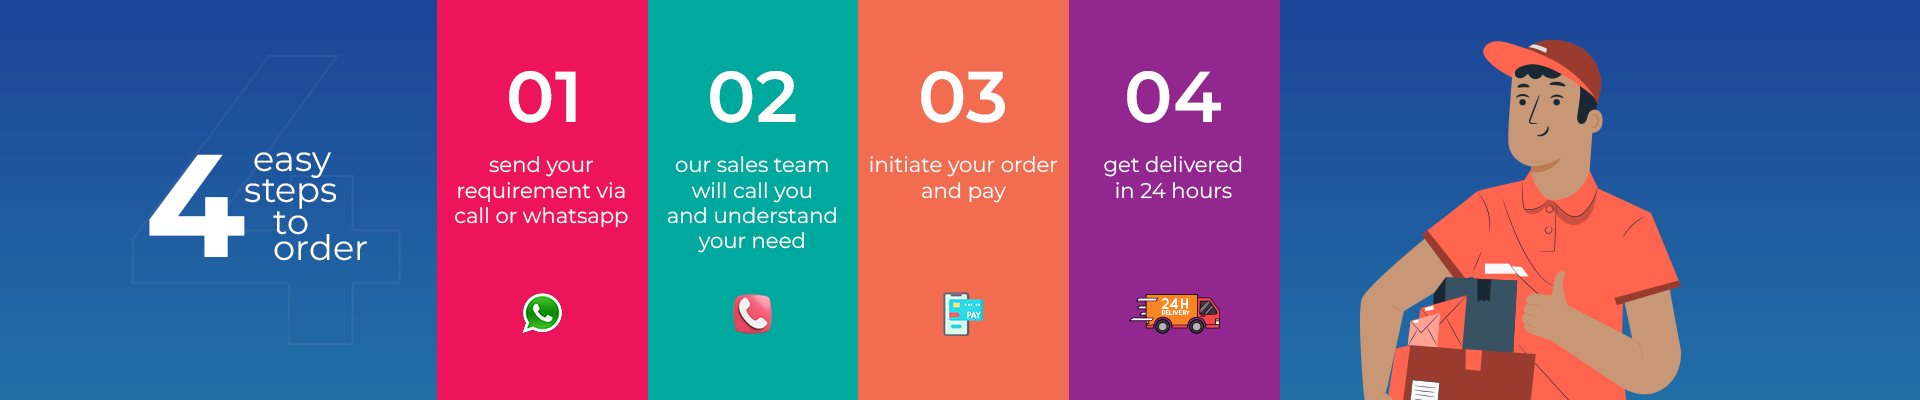 4
easy
steps
to
order
01
send your
requirement via
call or whatsapp
02
our sales team
will call you
and understand
your need
03
initiate your order
and pay
PAY
04
get delivered
in 24 hours
24H
DELIVERY